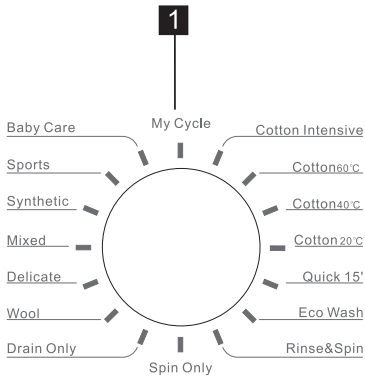 1
My Cycle
Baby Care
Cotton Intensive
Sports
Cotton60℃
Synthetic
Cotton40℃
Mixed
Cotton 20℃
Delicate
Quick 15'
Wool
Eco Wash
Drain Only
Rinse&Spin
Spin Only